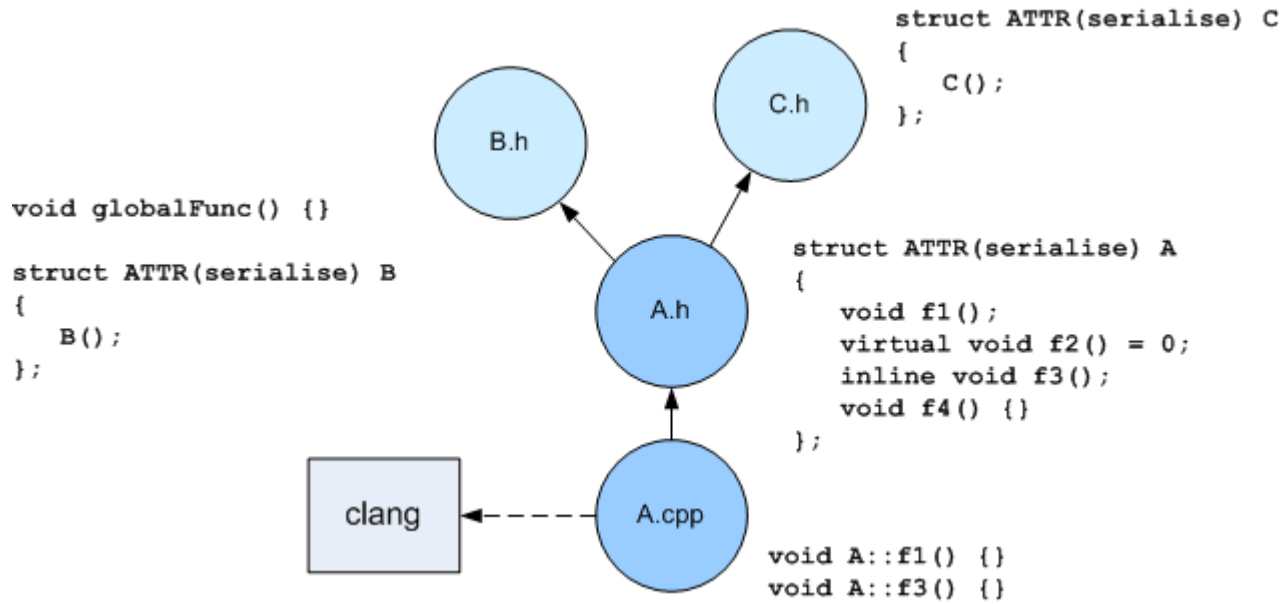 struct ATTR(serialise) C
{
C();
};
C.h
B.h
void globalFunc() {}
struct ATTR(serialise) B
{
B();
};
A.h
struct ATTR(serialise) A
{
void f1();
virtual void f2() = 0;
inline void f3();
void f4() {}
};
clang
A.cpp
void A::f1() {}
void A::f3() {}